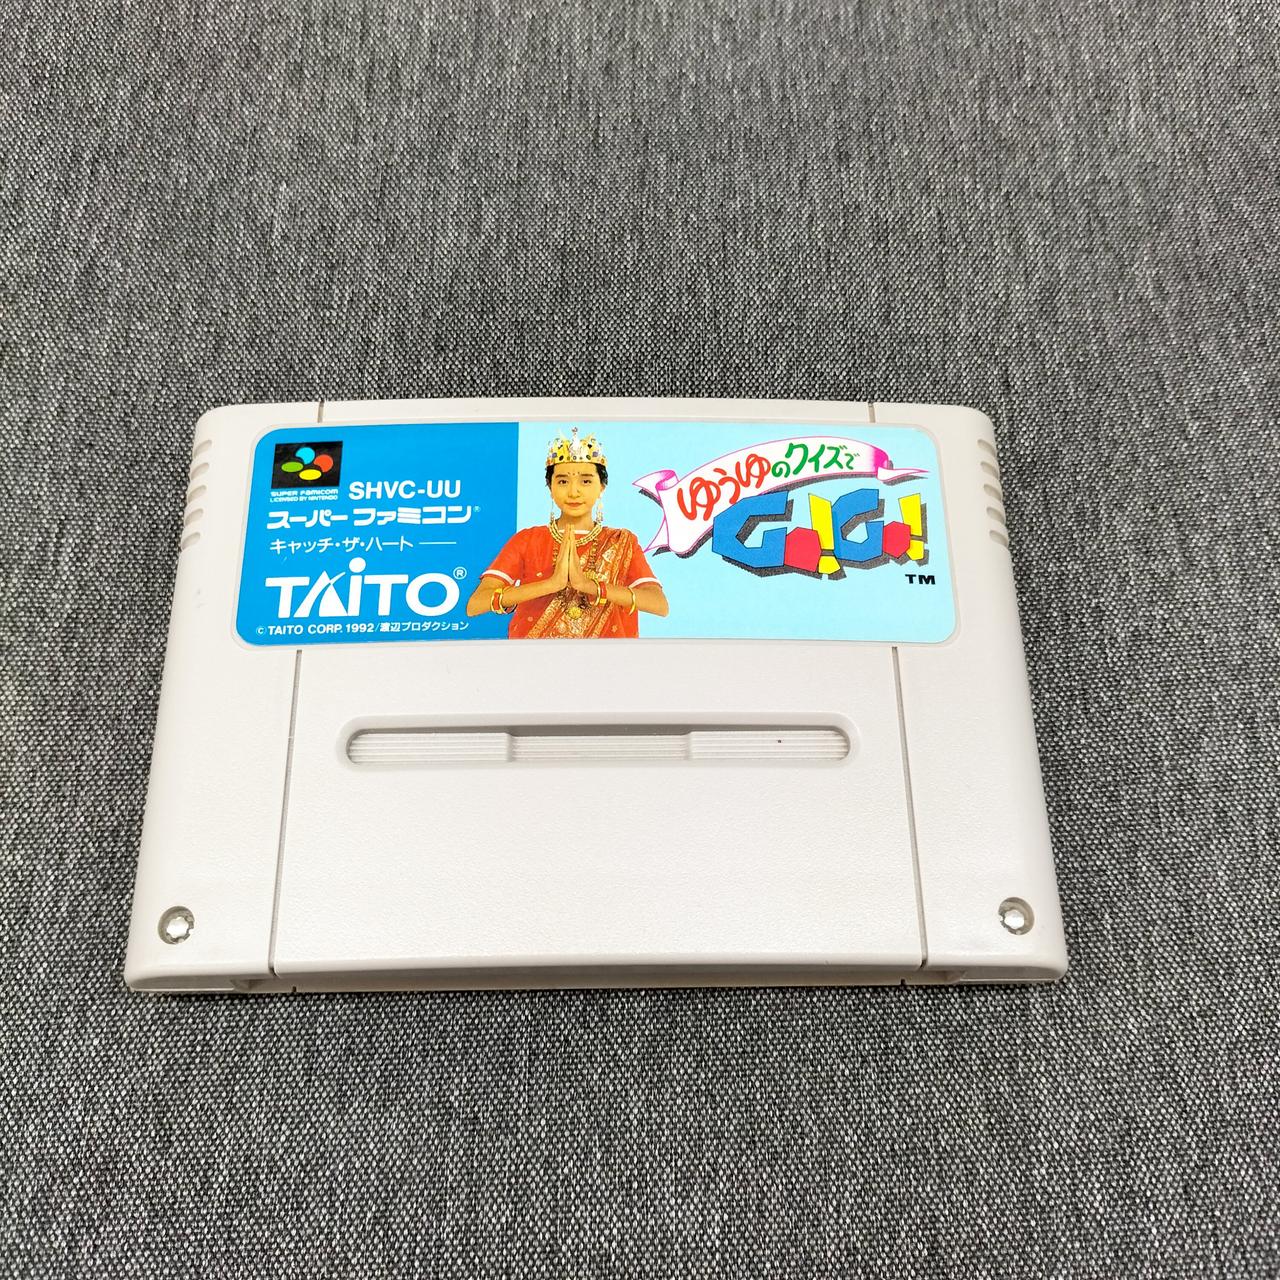 SUPER FAMICOM
LICENSED BY NINTENDO
SHVC-UU
スーパーファミコン®
キャッチ・ザ・ハート ──
TAITO®
© TAITO CORP. 1992/渡辺プロダクション
ゆうゆのクイズで
GO!GO!
TM